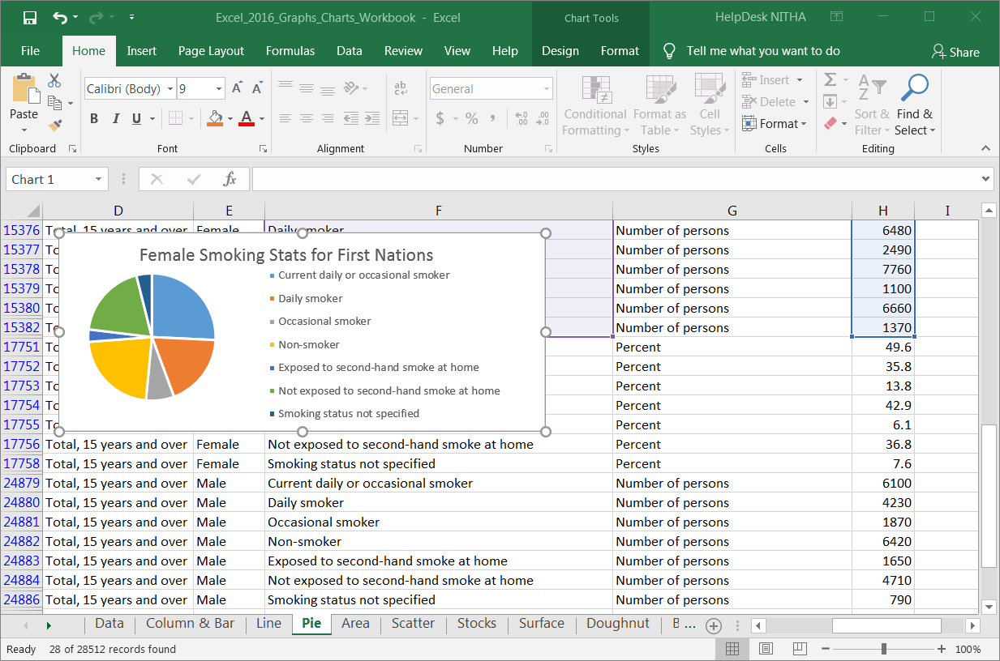 Excel_2016_Graphs_Charts_Workbook - Excel
Chart Tools
HelpDesk NITHA
File Home Insert Page Layout Formulas Data Review View Help Design Format Tell me what you want to do Share
Calibri (Body) 9 ab General Σ A Z
Paste B I U A $ % , Conditional Formatting Format as Table Cell Styles Insert Delete Format Sort & Filter Find & Select
Clipboard Font Alignment Number Styles Cells Editing
Chart 1 fx
D E F G H I
15376 Total, 15 years and over Female Daily smoker Number of persons 6480
15377 To Number of persons 2490
15378 To Number of persons 7760
15379 To Number of persons 1100
15380 To Number of persons 6660
15382 To Number of persons 1370
17751 To Percent 49.6
17752 To Percent 35.8
17753 To Percent 13.8
17754 To Percent 42.9
17755 To Percent 6.1
Female Smoking Stats for First Nations
Current daily or occasional smoker
Daily smoker
Occasional smoker
Non-smoker
Exposed to second-hand smoke at home
Not exposed to second-hand smoke at home
Smoking status not specified
17756 Total, 15 years and over Female Not exposed to second-hand smoke at home Percent 36.8
17758 Total, 15 years and over Female Smoking status not specified Percent 7.6
24879 Total, 15 years and over Male Current daily or occasional smoker Number of persons 6100
24880 Total, 15 years and over Male Daily smoker Number of persons 4230
24881 Total, 15 years and over Male Occasional smoker Number of persons 1870
24882 Total, 15 years and over Male Non-smoker Number of persons 6420
24883 Total, 15 years and over Male Exposed to second-hand smoke at home Number of persons 1650
24884 Total, 15 years and over Male Not exposed to second-hand smoke at home Number of persons 4710
24886 Total, 15 years and over Male Smoking status not specified Number of persons 790
Data Column & Bar Line Pie Area Scatter Stocks Surface Doughnut B ...
Ready 28 of 28512 records found 100%